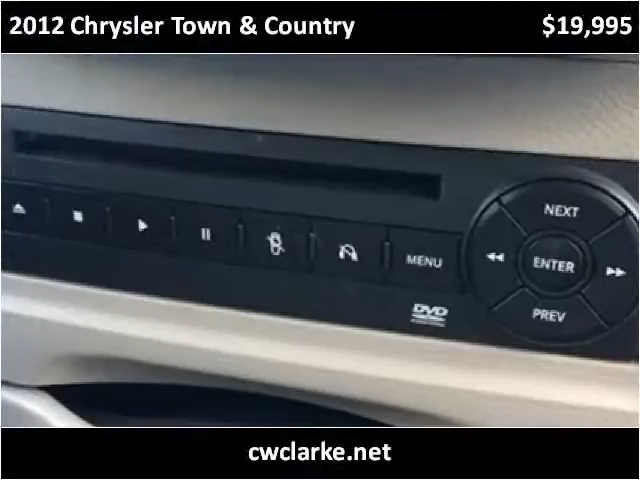 2012 Chrysler Town & Country $19,995
NEXT
ENTER
MENU
PREV
DVD
cwclarke.net